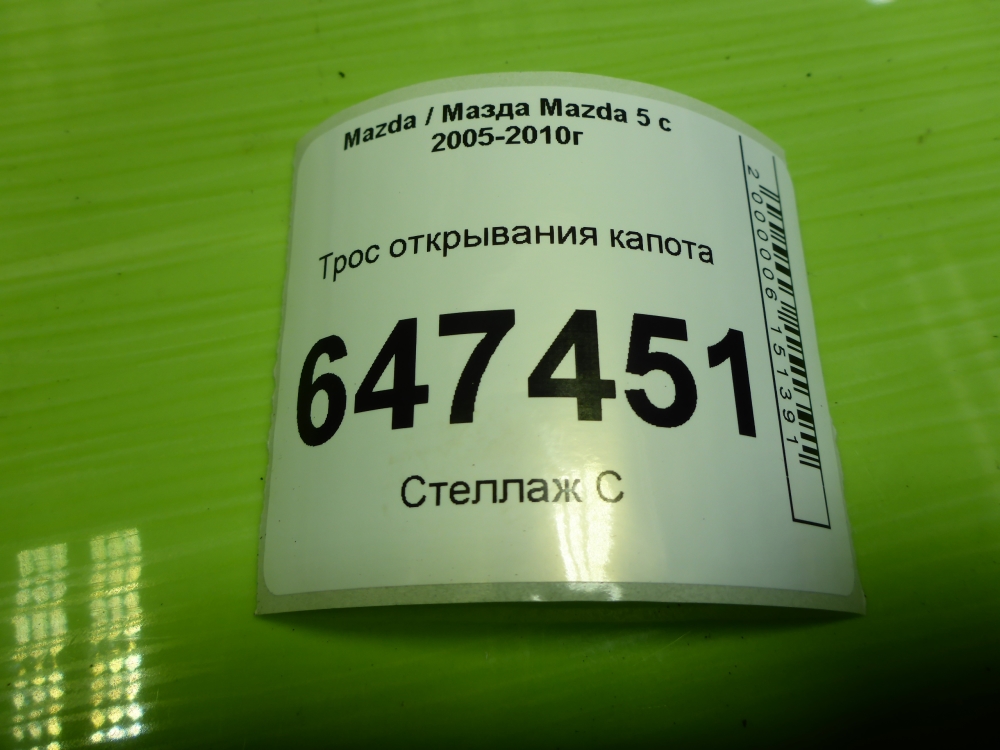 Mazda / Мазда Mazda 5 с
2005-2010г
Трос открывания капота
647451
Стеллаж С
2000006151391